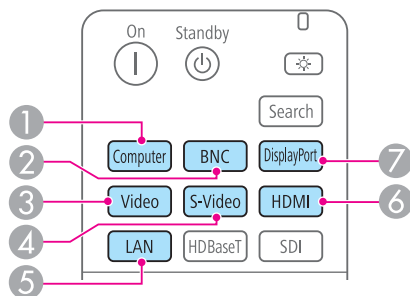 On Standby
Search
1 Computer BNC DisplayPort 7
2
3 Video S-Video HDMI 6
4
5 LAN HDBaseT SDI